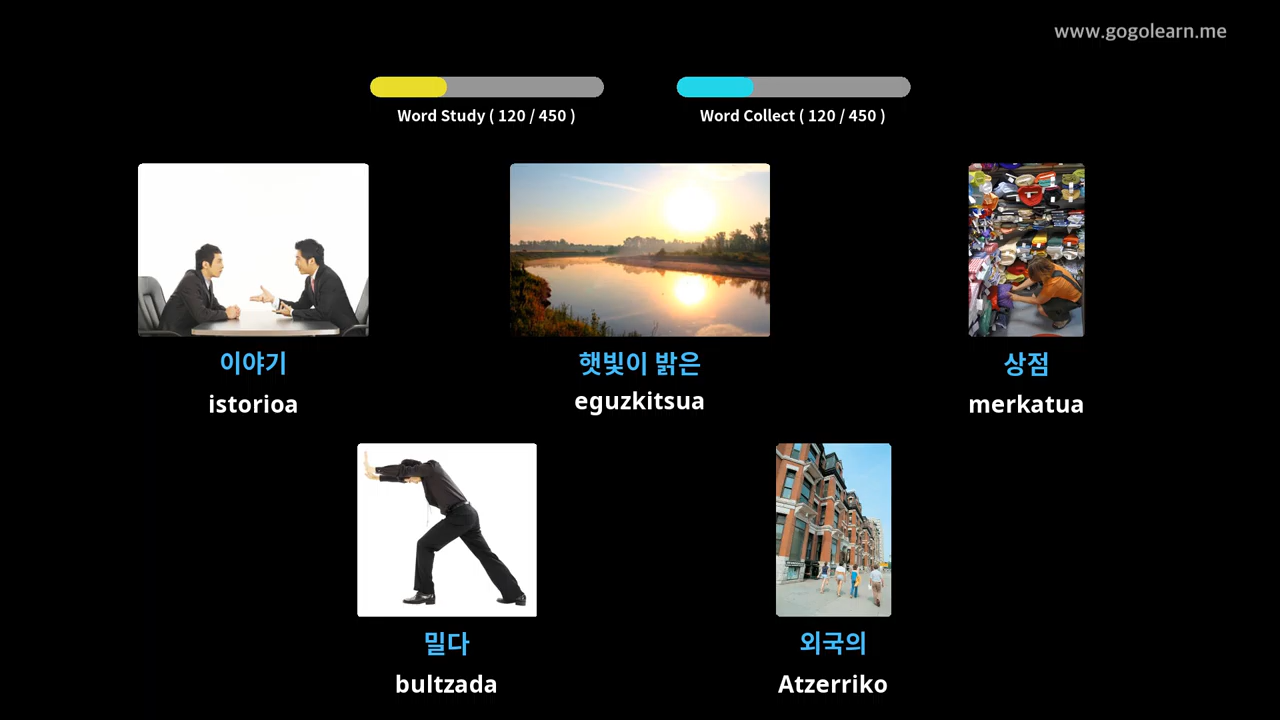 www.gogolearn.me
Word Study ( 120 / 450 )
Word Collect ( 120 / 450 )
이야기
istorioa
햇빛이 밝은
eguzkitsua
상점
merkatua
밀다
bultzada
외국의
Atzerriko